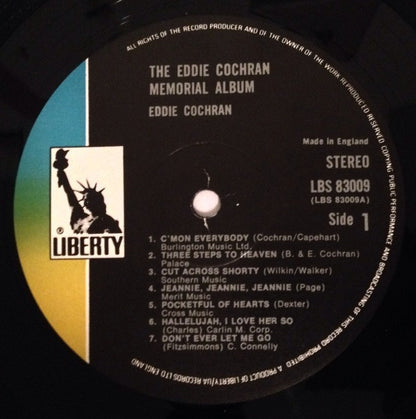 ALL RIGHTS OF THE RECORD PRODUCER AND OF THE OWNER OF THE WORK REPRODUCED RESERVED. COPYING PUBLIC PERFORMANCE AND BROADCASTING OF THIS RECORD PROHIBITED
THE EDDIE COCHRAN
MEMORIAL ALBUM
EDDIE COCHRAN
Made in England
STEREO
LBS 83009
(LBS 83009A)
Side 1
® LIBERTY
1. C'MON EVERYBODY (Cochran/Capehart)
Burlington Music Ltd.
2. THREE STEPS TO HEAVEN (B. & E. Cochran)
Palace
3. CUT ACROSS SHORTY (Wilkin/Walker)
Southern Music
4. JEANNIE, JEANNIE, JEANNIE (Page)
Merit Music
5. POCKETFUL OF HEARTS (Dexter)
Cross Music
6. HALLELUJAH, I LOVE HER SO
(Charles) Carlin M. Corp.
7. DON'T EVER LET ME GO
(Fitzsimmons) C. Connelly
A PRODUCT OF LIBERTY/UA RECORDS LTD ENGLAND